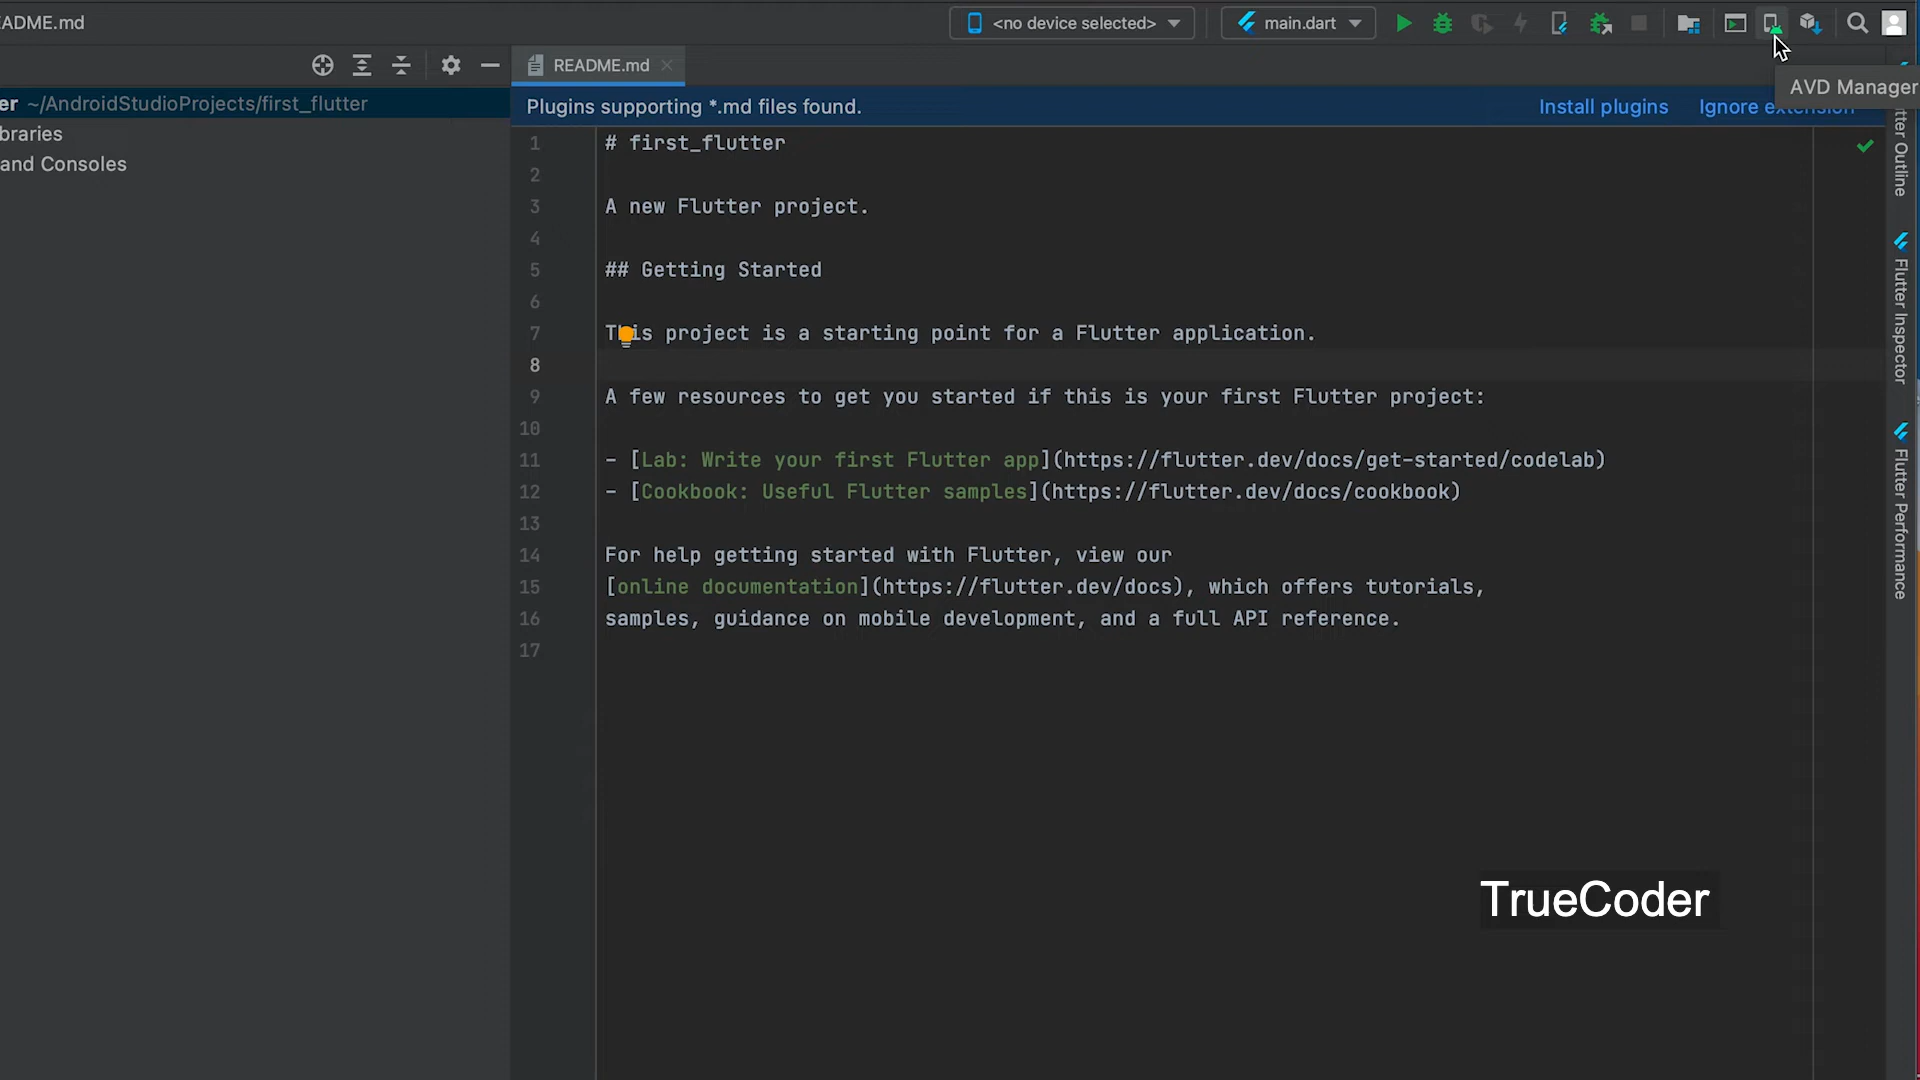 EADME.md
<no device selected>
main.dart
README.md
AVD Manager
er ~/AndroidStudioProjects/first_flutter
braries
and Consoles
Plugins supporting *.md files found.
Install plugins
Ignore extension
1 # first_flutter
2
3 A new Flutter project.
4
5 ## Getting Started
6
7 This project is a starting point for a Flutter application.
8
9 A few resources to get you started if this is your first Flutter project:
10
11 - [Lab: Write your first Flutter app](https://flutter.dev/docs/get-started/codelab)
12 - [Cookbook: Useful Flutter samples](https://flutter.dev/docs/cookbook)
13
14 For help getting started with Flutter, view our
15 [online documentation](https://flutter.dev/docs), which offers tutorials,
16 samples, guidance on mobile development, and a full API reference.
17
tter Outline
Flutter Inspector
Flutter Performance
TrueCoder